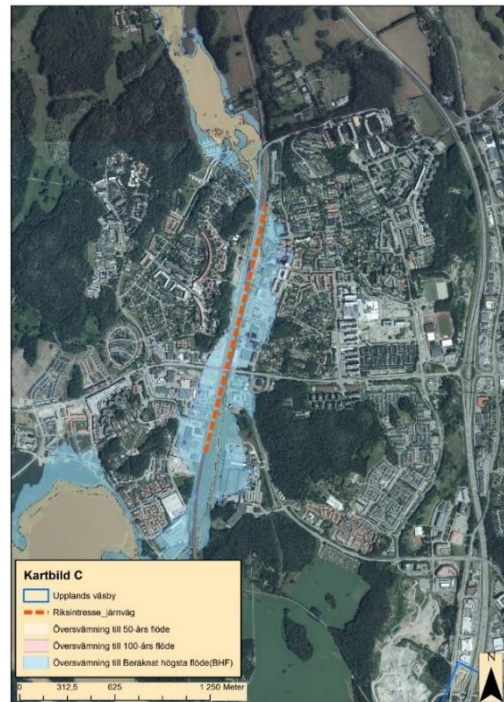 Kartbild C
Upplands väsby
Riksintresse_järnväg
Översvämning till 50-års flöde
Översvämning till 100-års flöde
Översvämning till Beräknat högsta flöde(BHF)
0 312,5 625 1 250 Meter
N